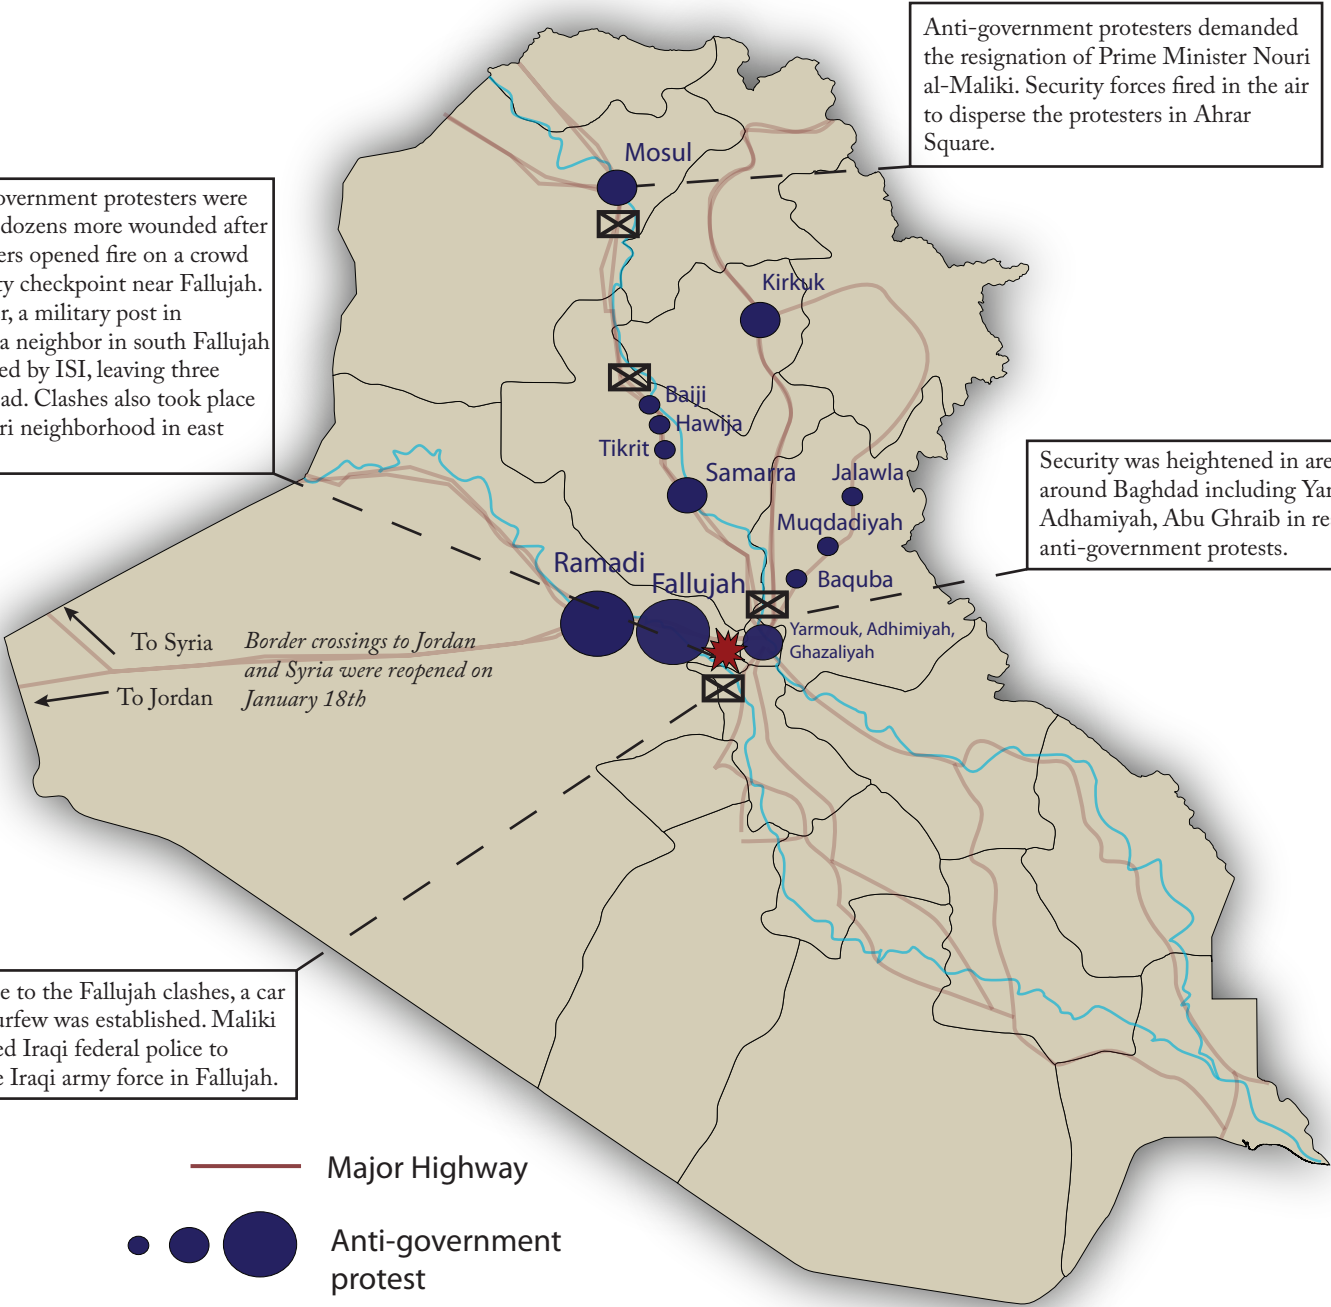 Anti-government protesters demanded
the resignation of Prime Minister Nouri
al-Maliki. Security forces fired in the air
to disperse the protesters in Ahrar
Square.
overnment protesters were
dozens more wounded after
ers opened fire on a crowd
ty checkpoint near Fallujah.
r, a military post in
a neighbor in south Fallujah
ed by ISI, leaving three
ad. Clashes also took place
ri neighborhood in east
Mosul
Kirkuk
Baiji
Hawija
Tikrit
Samarra
Jalawla
Muqdadiyah
Baquba
Ramadi
Fallujah
Yarmouk, Adhimiyah,
Ghazaliyah
Security was heightened in are
around Baghdad including Yar
Adhamiyah, Abu Ghraib in re
anti-government protests.
To Syria
To Jordan
Border crossings to Jordan
and Syria were reopened on
January 18th
e to the Fallujah clashes, a car
urfew was established. Maliki
ed Iraqi federal police to
e Iraqi army force in Fallujah.
Major Highway
Anti-government
protest